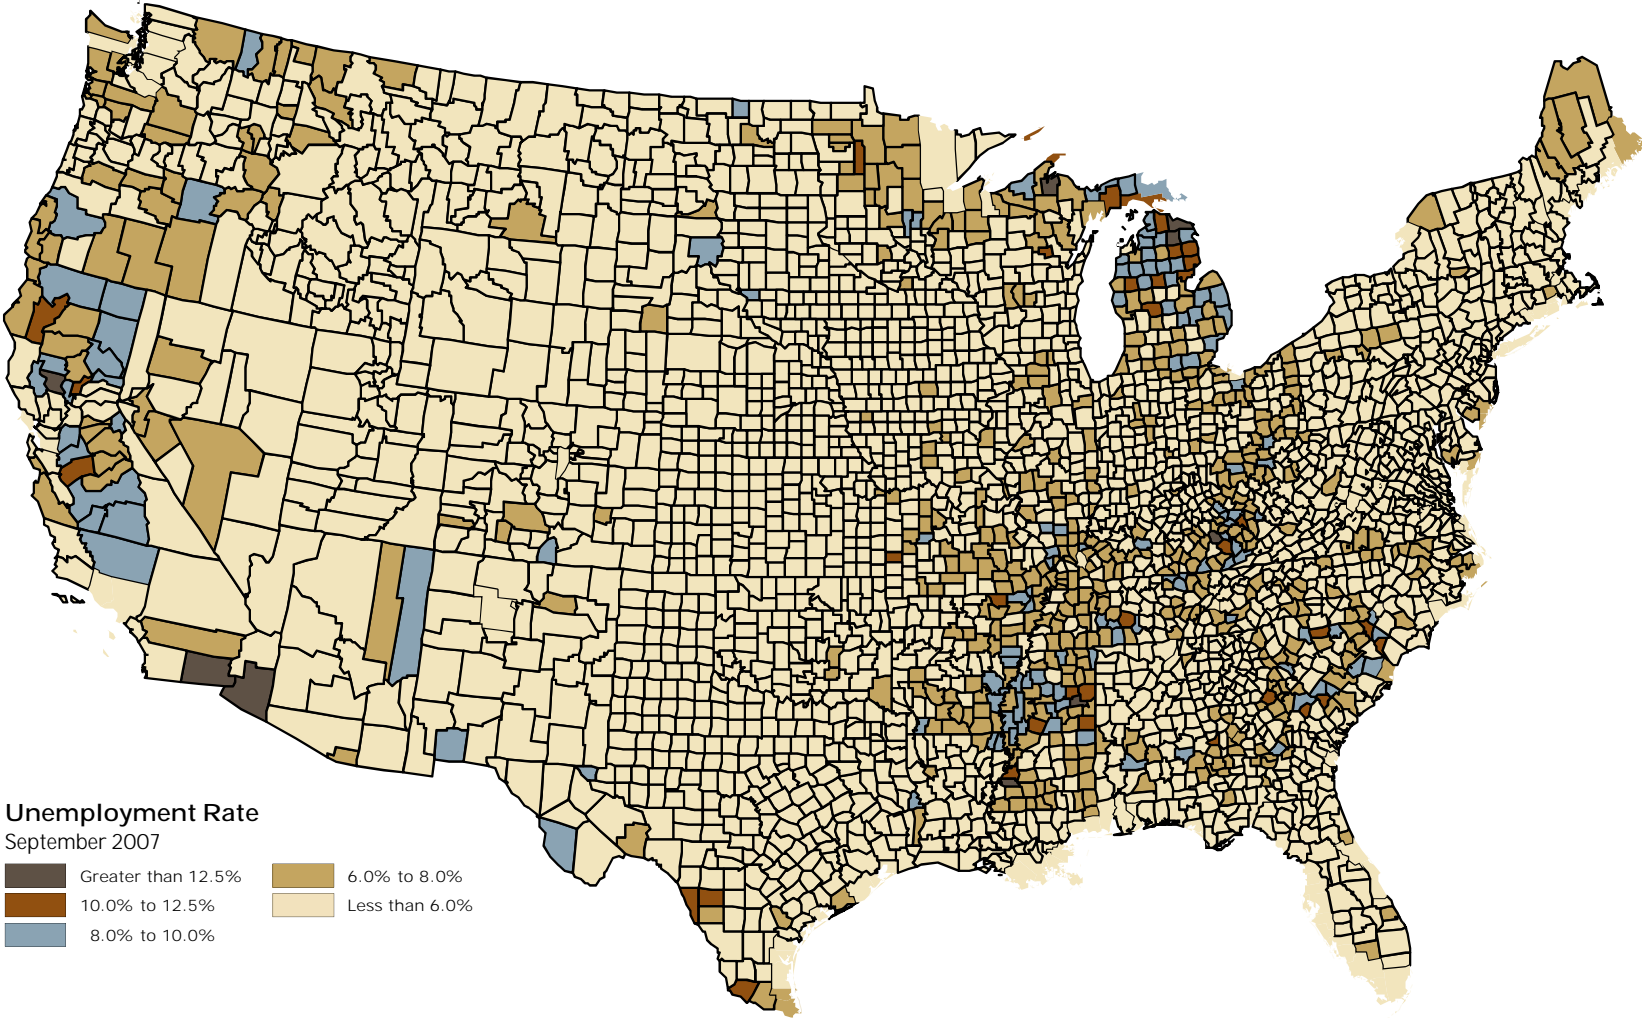 Unemployment Rate
September 2007
Greater than 12.5%
10.0% to 12.5%
8.0% to 10.0%
6.0% to 8.0%
Less than 6.0%